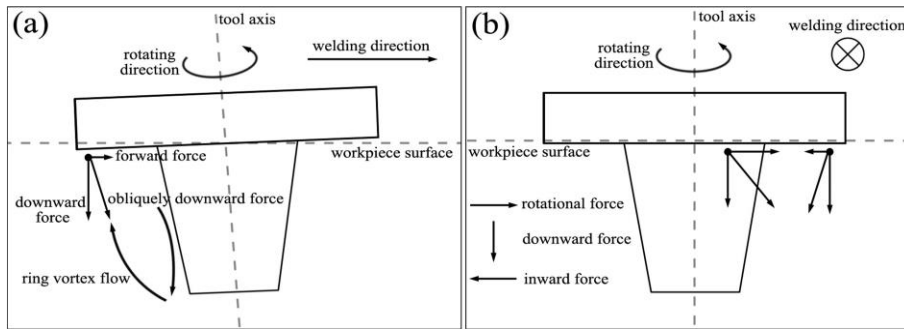 (a)
tool axis
rotating
direction
welding direction
forward force
workpiece surface
downward
force
obliquely downward force
ring vortex flow
(b)
tool axis
welding direction
rotating
direction
workpiece surface
rotational force
downward force
inward force